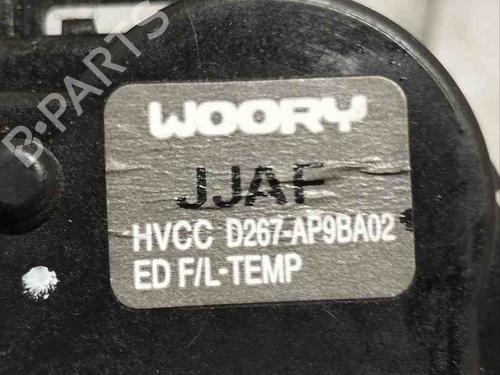 B-PARTS
WOORY
JJAF
HVCC D267-AP9BA02
ED F/L-TEMP